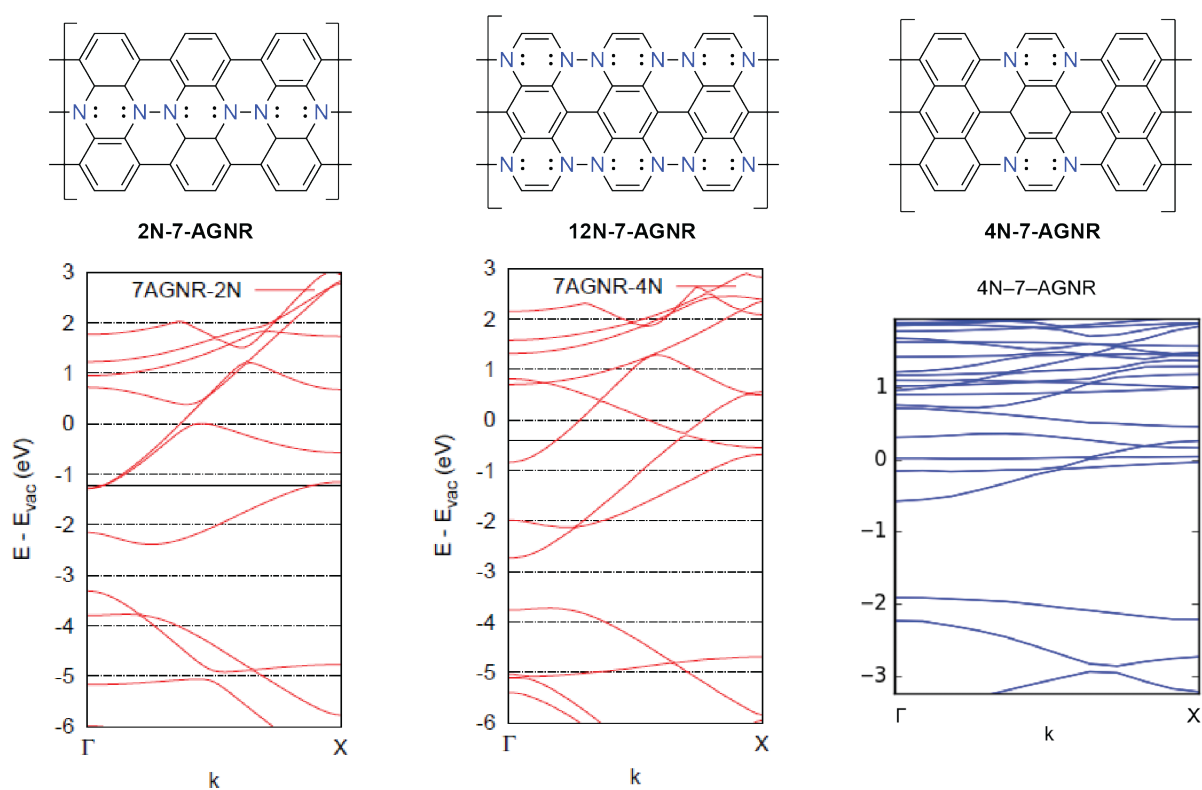 N : : N N : : N N : : N
2N-7-AGNR
N : : N N : : N N : : N
N : : N N : : N N : : N
12N-7-AGNR
N : : N
N : : N
4N-7-AGNR
7AGNR-2N
E - Evac (eV)
3
2
1
0
-1
-2
-3
-4
-5
-6
Γ
X
k
7AGNR-4N
E - Evac (eV)
3
2
1
0
-1
-2
-3
-4
-5
-6
Γ
X
k
4N–7–AGNR
1
0
−1
−2
−3
Γ
X
k